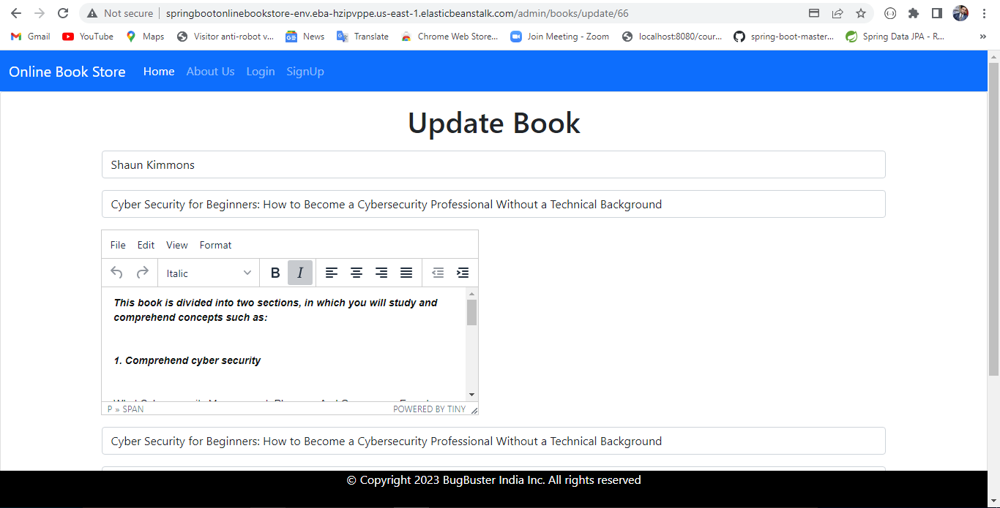 Not secure | springbootonlinebookstore-env.eba-hzipvppe.us-east-1.elasticbeanstalk.com/admin/books/update/66
Gmail YouTube Maps Visitor anti-robot v... News Translate Chrome Web Store... Join Meeting - Zoom localhost:8080/cour... spring-boot-master... Spring Data JPA - R... »
Online Book Store Home About Us Login SignUp
Update Book
Shaun Kimmons
Cyber Security for Beginners: How to Become a Cybersecurity Professional Without a Technical Background
File Edit View Format
Italic B I
This book is divided into two sections, in which you will study and
comprehend concepts such as:
1. Comprehend cyber security
P » SPAN POWERED BY TINY
Cyber Security for Beginners: How to Become a Cybersecurity Professional Without a Technical Background
© Copyright 2023 BugBuster India Inc. All rights reserved